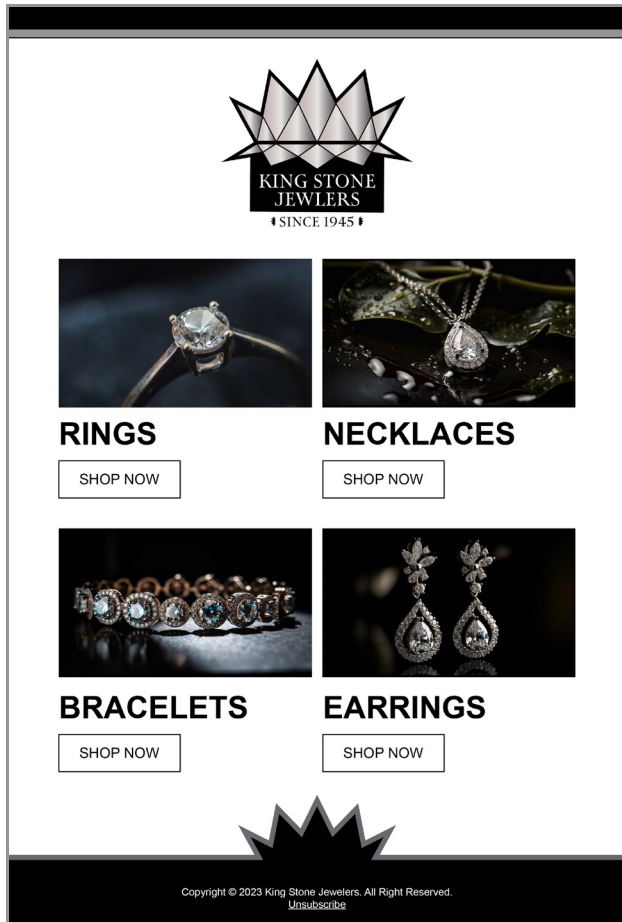 KING STONE
JEWLERS
SINCE 1945
RINGS
NECKLACES
SHOP NOW
SHOP NOW
BRACELETS
EARRINGS
SHOP NOW
SHOP NOW
Copyright © 2023 King Stone Jewelers. All Right Reserved.
Unsubscribe